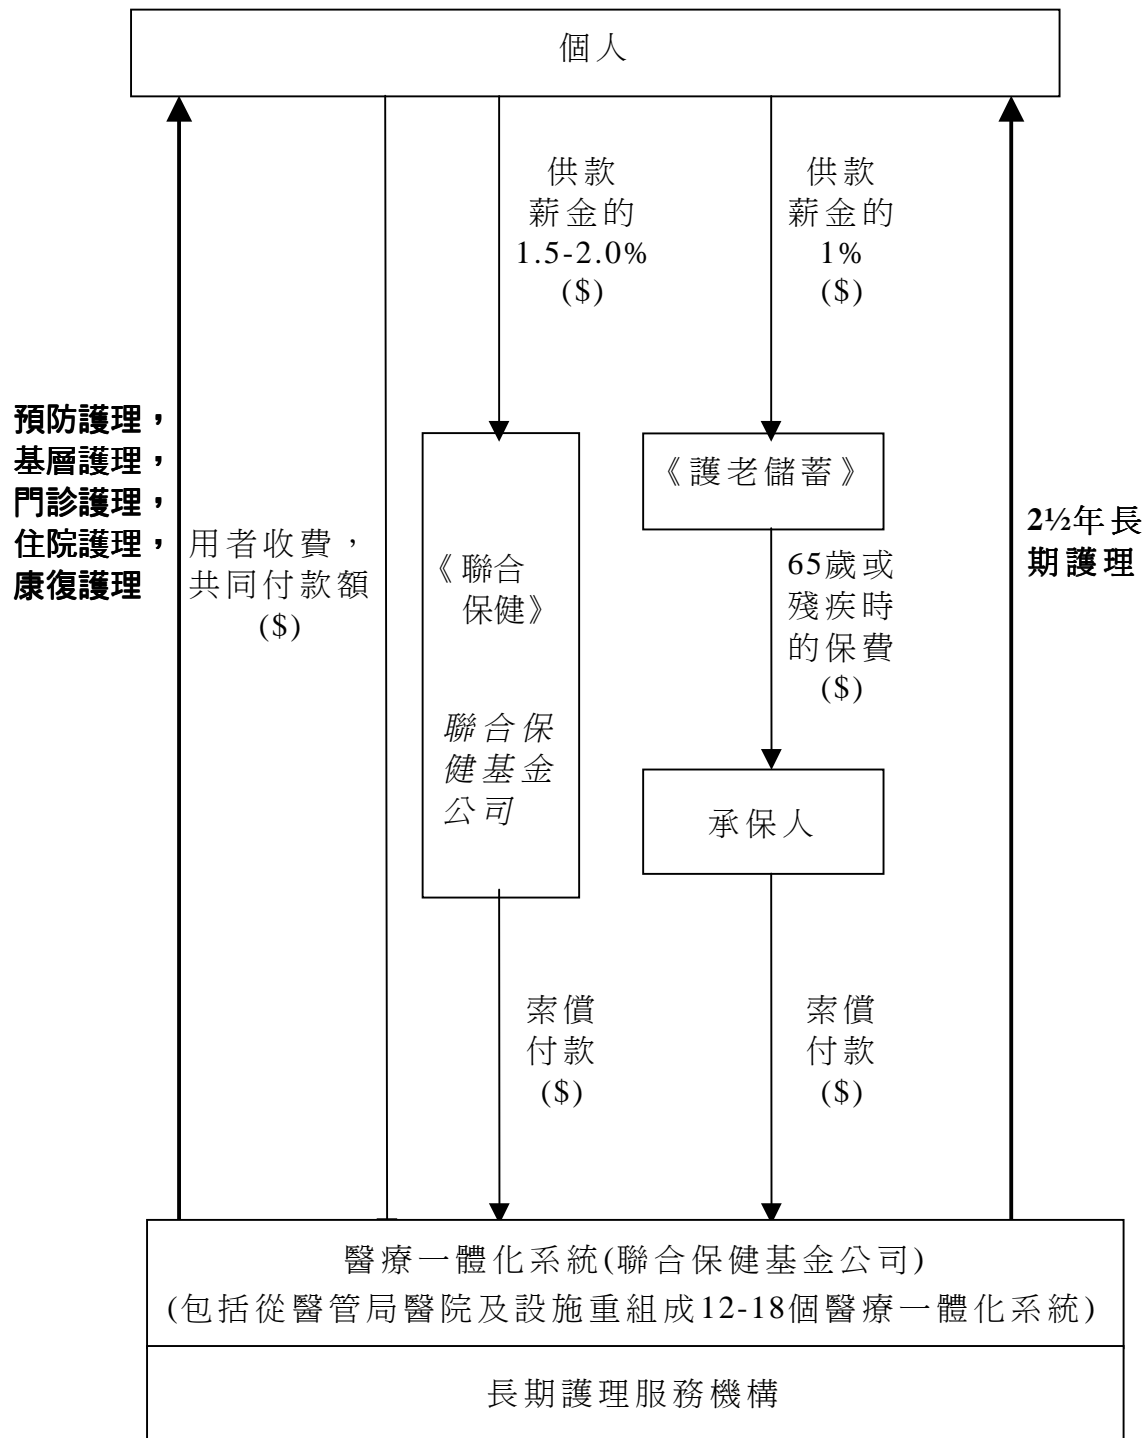 個人
供款
薪金的
1.5-2.0%
($)
供款
薪金的
1%
($)
預防護理，
基層護理，
門診護理，
住院護理，
康復護理
用者收費，
共同付款額
($)
《聯合
保健》
聯合保
健基金
公司
《護老儲蓄》
65歲或
殘疾時
的保費
($)
2½年長
期護理
承保人
索償
付款
($)
索償
付款
($)
醫療一體化系統(聯合保健基金公司)
(包括從醫管局醫院及設施重組成12-18個醫療一體化系統)
長期護理服務機構